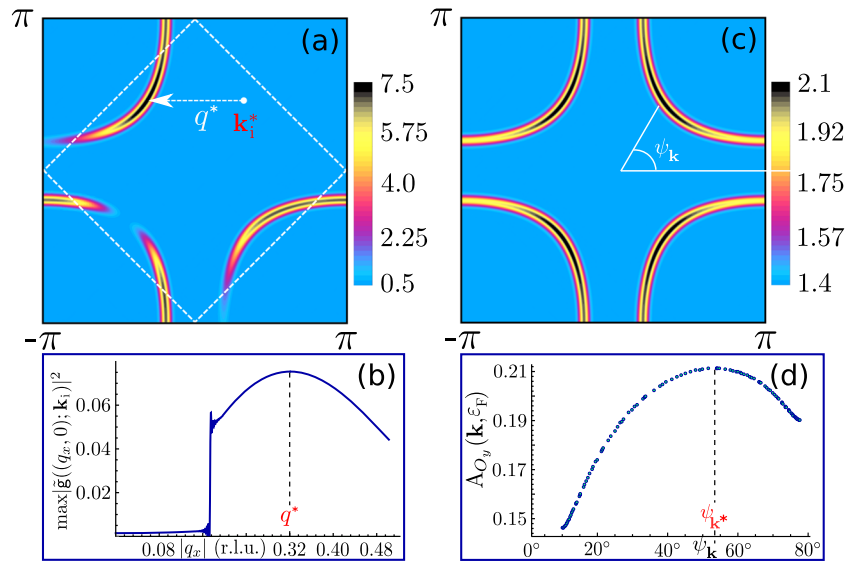 π
(a)
q*
k*i
7.5
5.75
4.0
2.25
0.5
-π
π
π
(c)
ψk
2.1
1.92
1.75
1.57
1.4
-π
π
(b)
max|g̃((qx, 0); ki)|²
0.06
0.04
0.02
q*
0.08 |qx| (r.l.u.) 0.32 0.40 0.48
(d)
AOy(k,εF)
0.21
0.19
0.17
0.15
ψk*
0° 20° 40° ψk 60° 80°